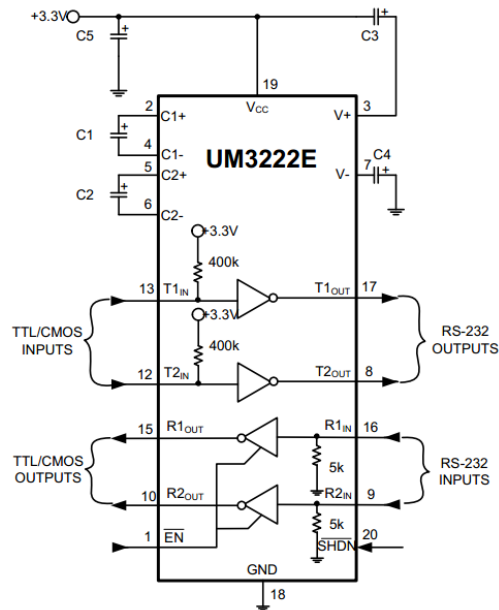 +3.3V
C5
+
C3
+
19
2
C1+
VCC
V+
3
C1
+
4
C1-
UM3222E
5
C2+
C4
7
V-
+
C2
+
6
C2-
+3.3V
400k
13
T1IN
T1OUT
17
+3.3V
TTL/CMOS
INPUTS
RS-232
OUTPUTS
400k
12
T2IN
T2OUT
8
15
R1OUT
R1IN
16
TTL/CMOS
OUTPUTS
5k
RS-232
INPUTS
10
R2OUT
R2IN
9
5k
1
EN
SHDN
20
GND
18